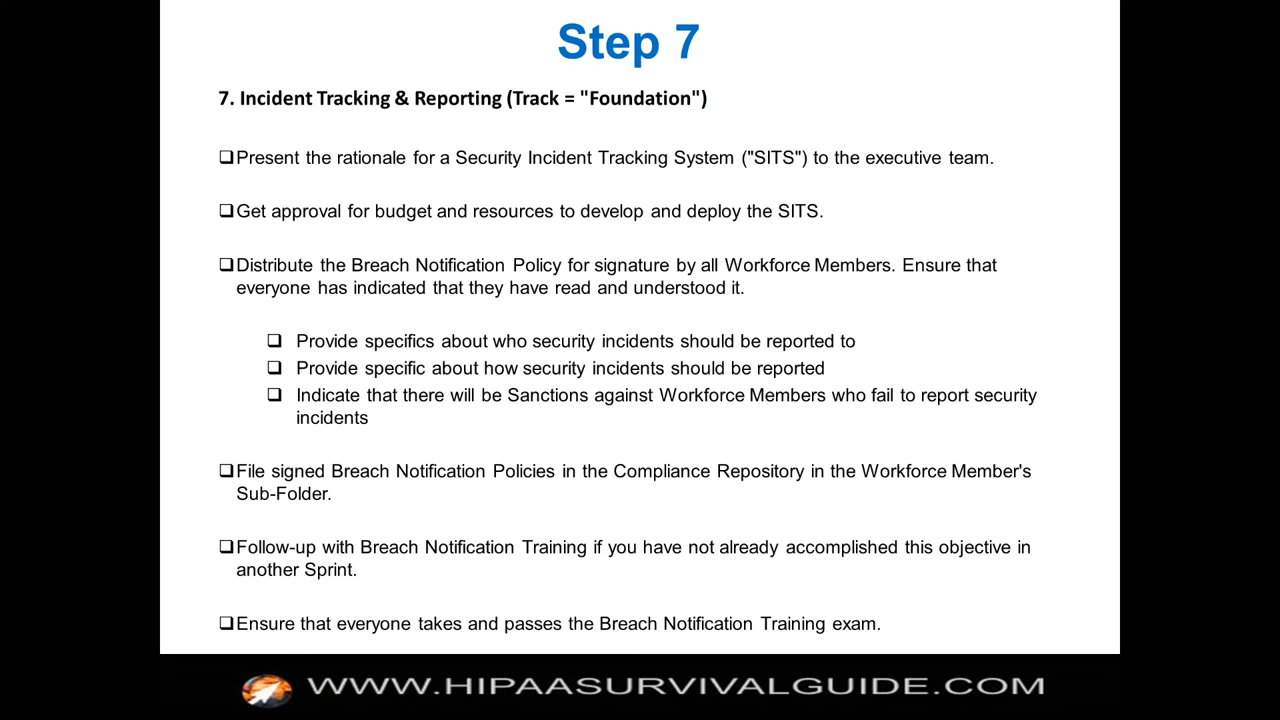 Step 7
7. Incident Tracking & Reporting (Track = "Foundation")
❑Present the rationale for a Security Incident Tracking System ("SITS") to the executive team.
❑Get approval for budget and resources to develop and deploy the SITS.
❑Distribute the Breach Notification Policy for signature by all Workforce Members. Ensure that
everyone has indicated that they have read and understood it.
❑ Provide specifics about who security incidents should be reported to
❑ Provide specific about how security incidents should be reported
❑ Indicate that there will be Sanctions against Workforce Members who fail to report security
incidents
❑File signed Breach Notification Policies in the Compliance Repository in the Workforce Member's
Sub-Folder.
❑Follow-up with Breach Notification Training if you have not already accomplished this objective in
another Sprint.
❑Ensure that everyone takes and passes the Breach Notification Training exam.
WWW.HIPAASURVIVALGUIDE.COM